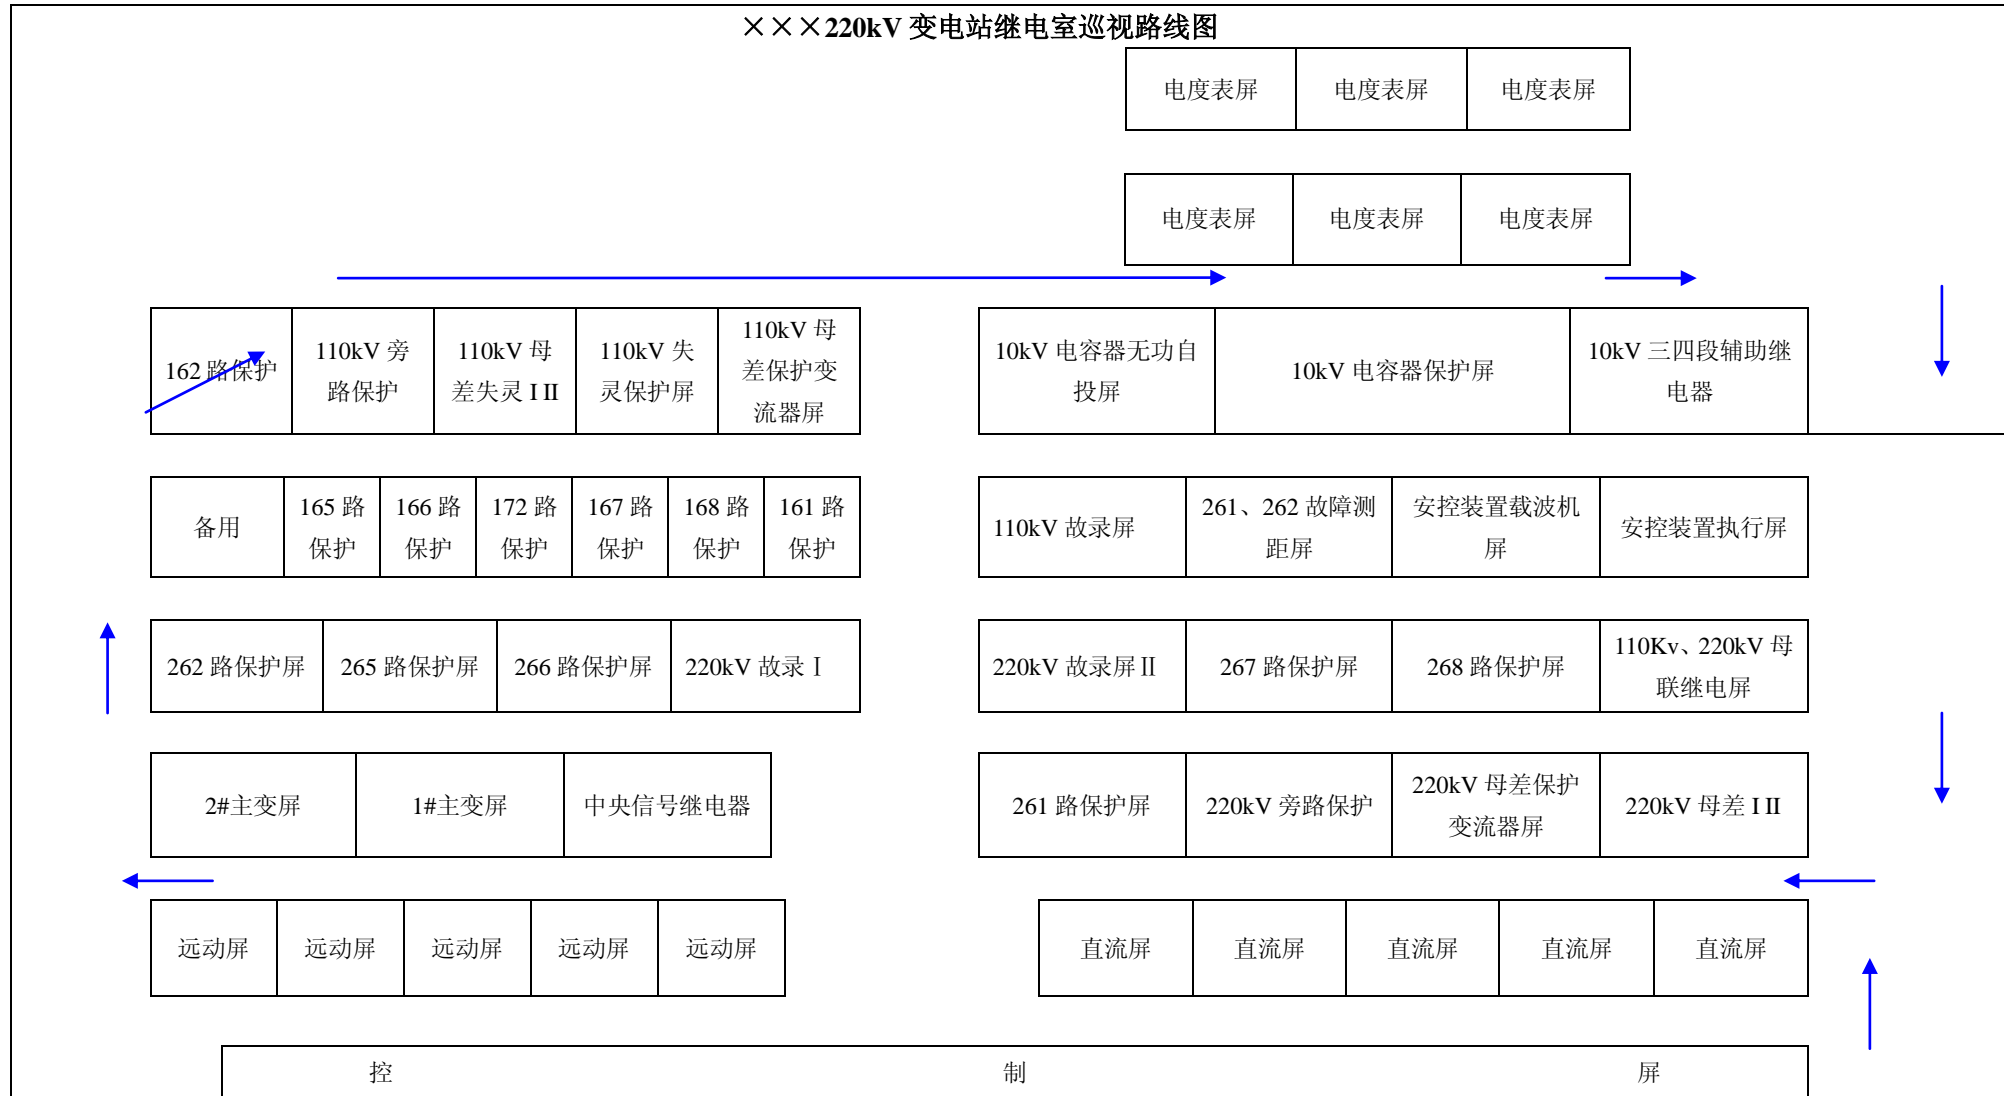 ×××220kV 变电站继电室巡视路线图
电度表屏 电度表屏 电度表屏
电度表屏 电度表屏 电度表屏
162 路保护
110kV 旁
路保护
110kV 母
差失灵 I II
110kV 失
灵保护屏
110kV 母
差保护变
流器屏
10kV 电容器无功自
投屏
10kV 电容器保护屏
10kV 三四段辅助继
电器
备用
165 路
保护
166 路
保护
172 路
保护
167 路
保护
168 路
保护
161 路
保护
110kV 故录屏
261、262 故障测
距屏
安控装置载波机
屏
安控装置执行屏
262 路保护屏
265 路保护屏
266 路保护屏
220kV 故录Ⅰ
220kV 故录屏Ⅱ
267 路保护屏
268 路保护屏
110Kv、220kV 母
联继电屏
2#主变屏
1#主变屏
中央信号继电器
261 路保护屏
220kV 旁路保护
220kV 母差保护
变流器屏
220kV 母差 I II
远动屏 远动屏 远动屏 远动屏 远动屏
直流屏 直流屏 直流屏 直流屏 直流屏
控 制 屏